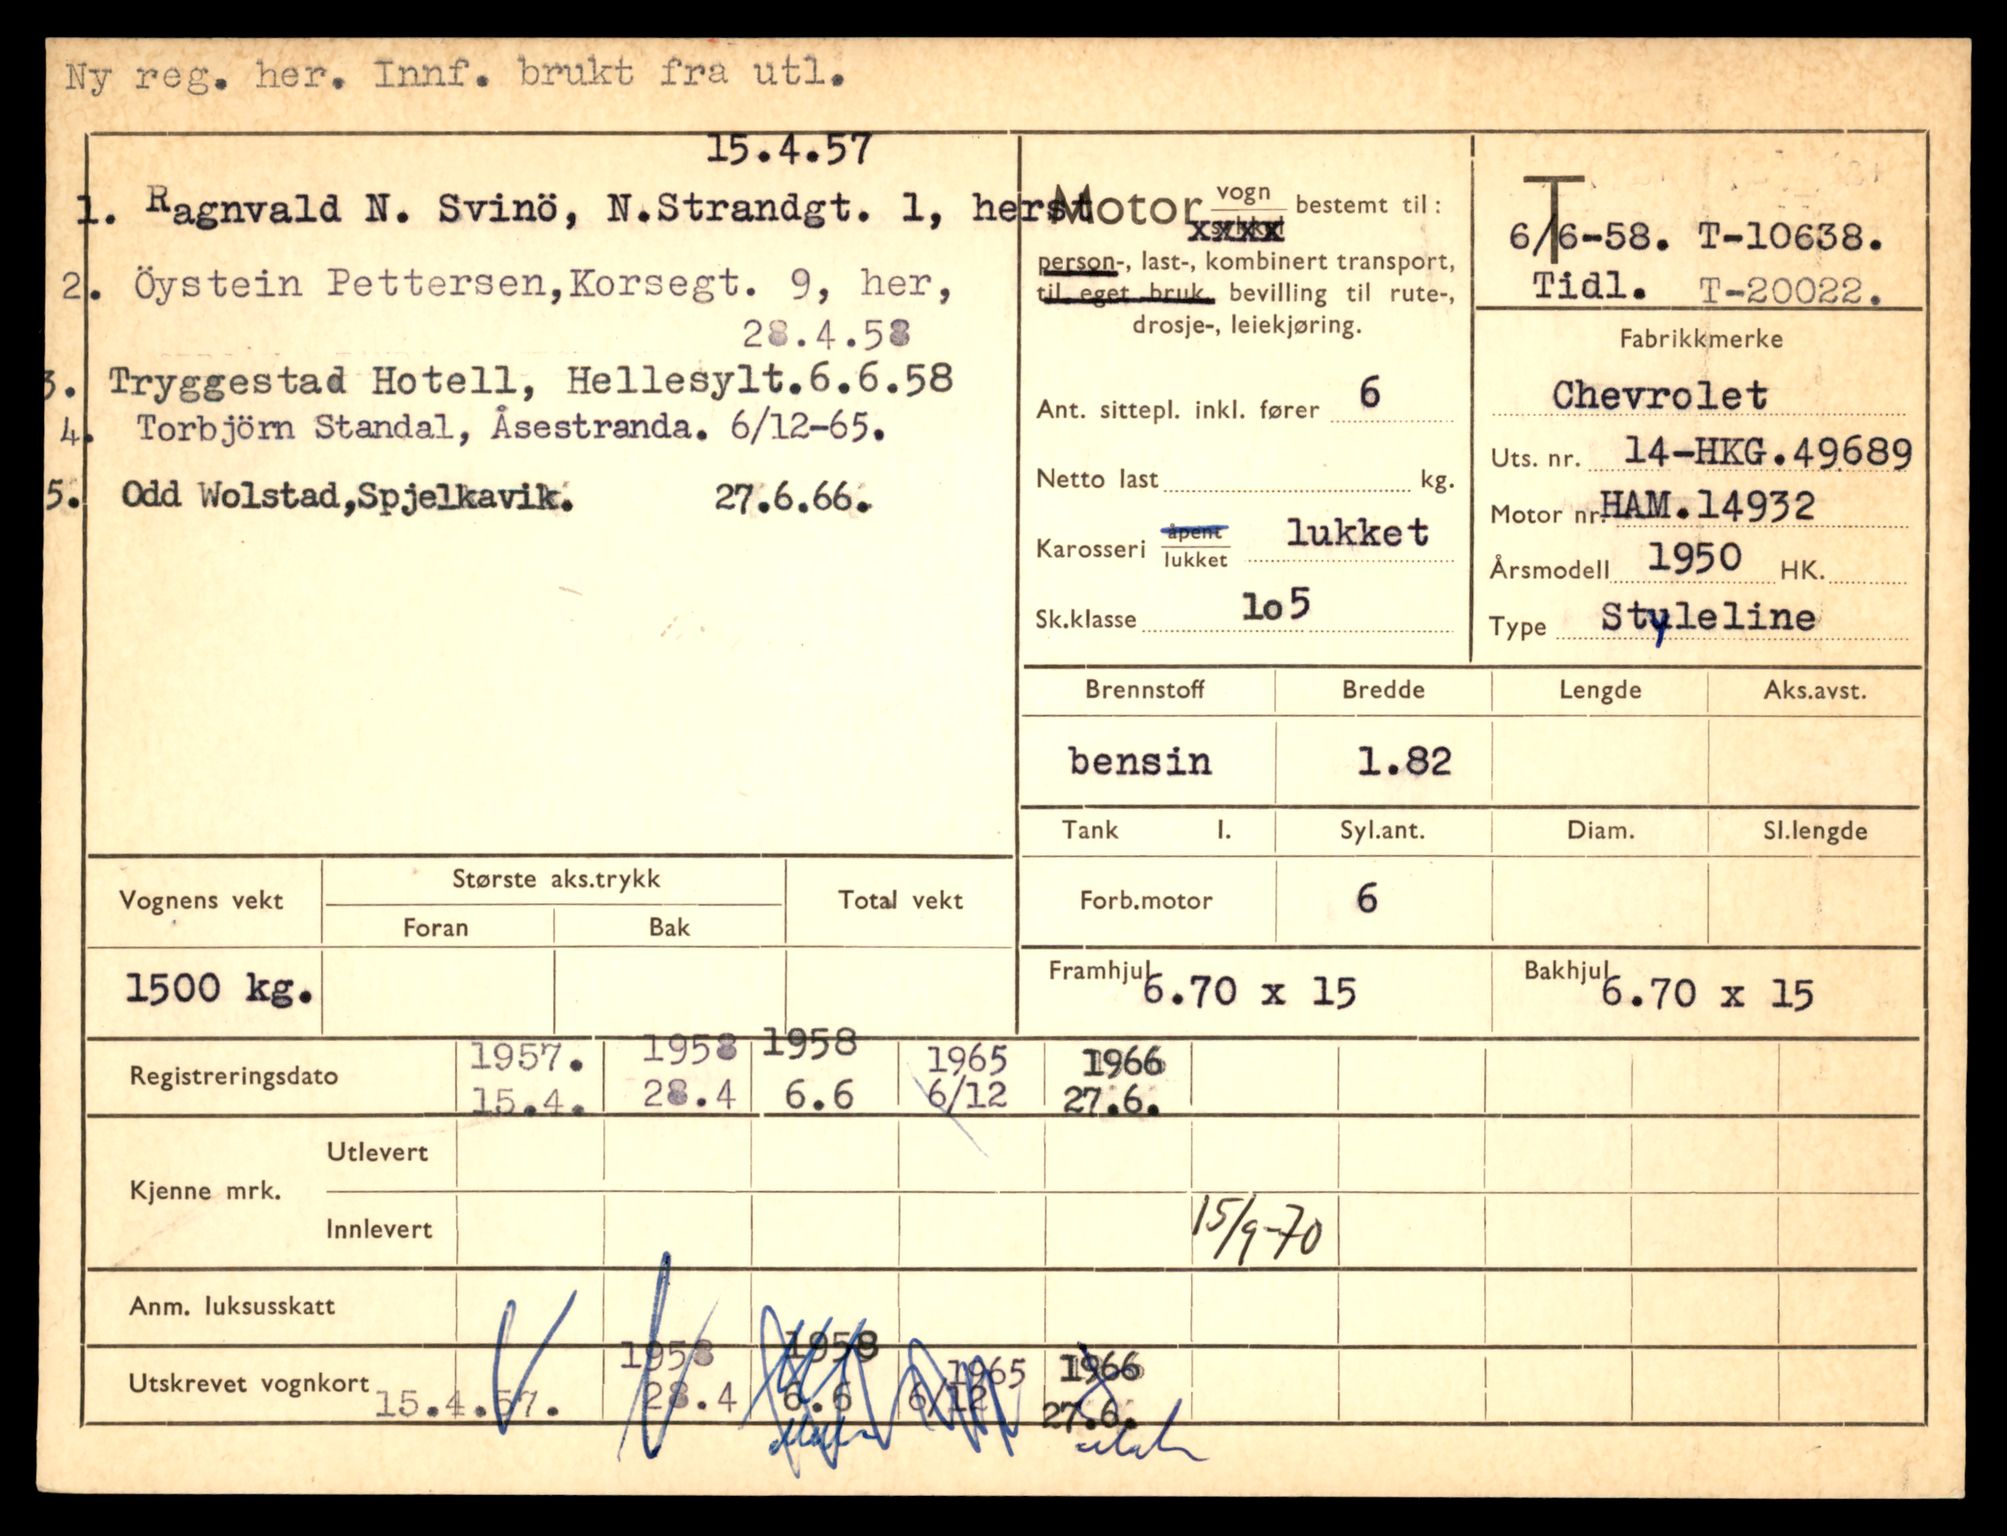 Ny reg. her. Innf. brukt fra utl.
15.4.57
1. Ragnvald N. Svinö, N.Strandgt. 1, herst
2. Öystein Pettersen,Korsegt. 9, her,
28.4.58
3. Tryggestad Hotell, Hellesylt.6.6.58
4. Torbjörn Standal, Åsestranda. 6/12-65.
5. Odd Wolstad,Spjelkavik. 27.6.66.
Motor vogn xxxx bestemt til:
person-, last-, kombinert transport,
til eget bruk, bevilling til rute-,
drosje-, leiekjøring.
Ant. sittepl. inkl. fører 6
Netto last kg.
Karosseri åpent lukket lukket
Sk.klasse lo5
T
6/6-58. T-10638.
Tidl. T-20022.
Fabrikkmerke
Chevrolet
Uts. nr. 14-HKG.49689
Motor nr. HAM.14932
Årsmodell 1950 HK.
Type Styleline
Brennstoff Bredde Lengde Aks.avst.
bensin 1.82
Tank l. Syl.ant. Diam. Sl.lengde
Forb.motor 6
Framhjul 6.70 x 15 Bakhjul 6.70 x 15
Vognens vekt Største aks.trykk Total vekt
Foran Bak
1500 kg.
Registreringsdato 1957. 1958 1958 1965 1966
15.4. 28.4 6.6 6/12 27.6.
Kjenne mrk. Utlevert
Innlevert 15/9-70
Anm. luksusskatt
Utskrevet vognkort 1958 1958 1965 1966
15.4.57. 28.4 6.6 6/12 27.6.